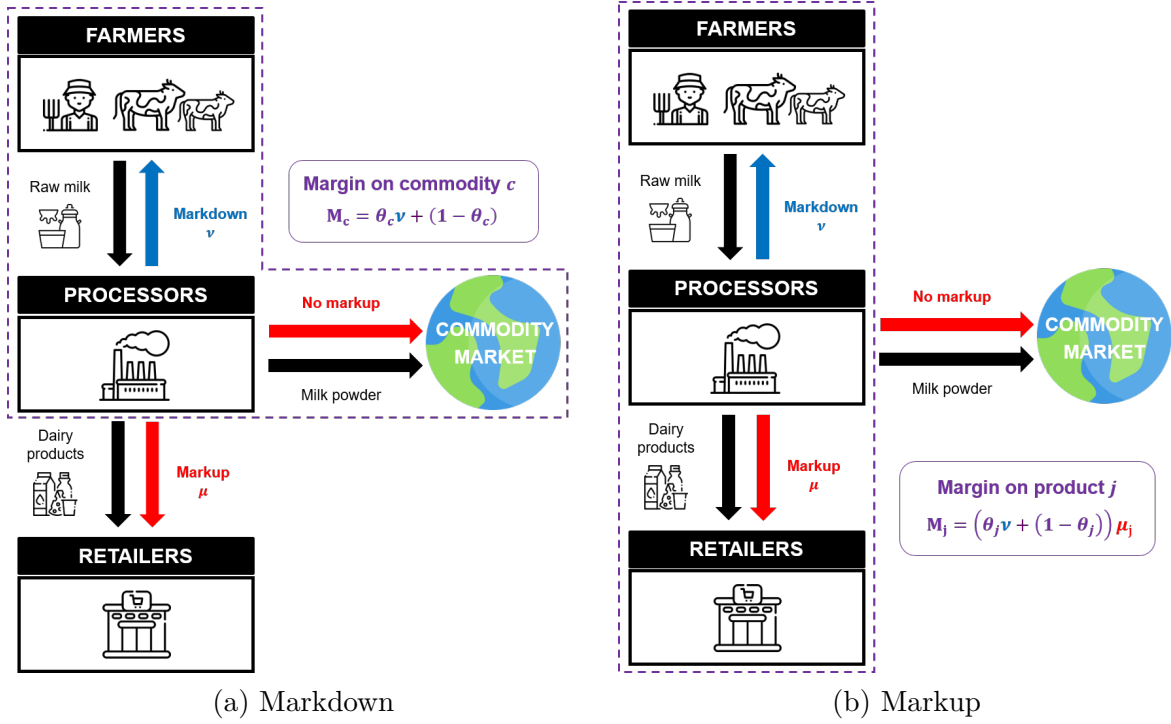 FARMERS
Raw milk
Markdown
ν
Margin on commodity c
M_c = θ_cν + (1 − θ_c)
PROCESSORS
No markup
COMMODITY
MARKET
Milk powder
Dairy
products
Markup
μ
RETAILERS
(a) Markdown
FARMERS
Raw milk
Markdown
ν
PROCESSORS
No markup
COMMODITY
MARKET
Milk powder
Dairy
products
Markup
μ
Margin on product j
M_j = (θ_jν + (1 − θ_j)) μ_j
RETAILERS
(b) Markup